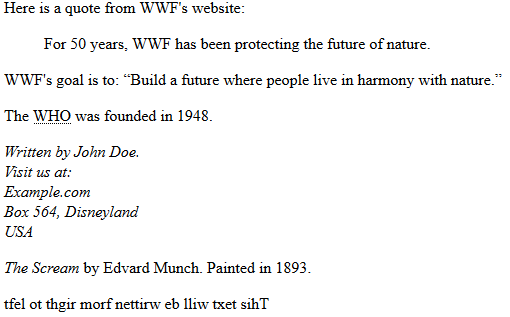 Here is a quote from WWF's website:
For 50 years, WWF has been protecting the future of nature.
WWF's goal is to: “Build a future where people live in harmony with nature.”
The WHO was founded in 1948.
Written by John Doe.
Visit us at:
Example.com
Box 564, Disneyland
USA
The Scream by Edvard Munch. Painted in 1893.
tfel ot thgir morf nettirw eb lliw txet sihT